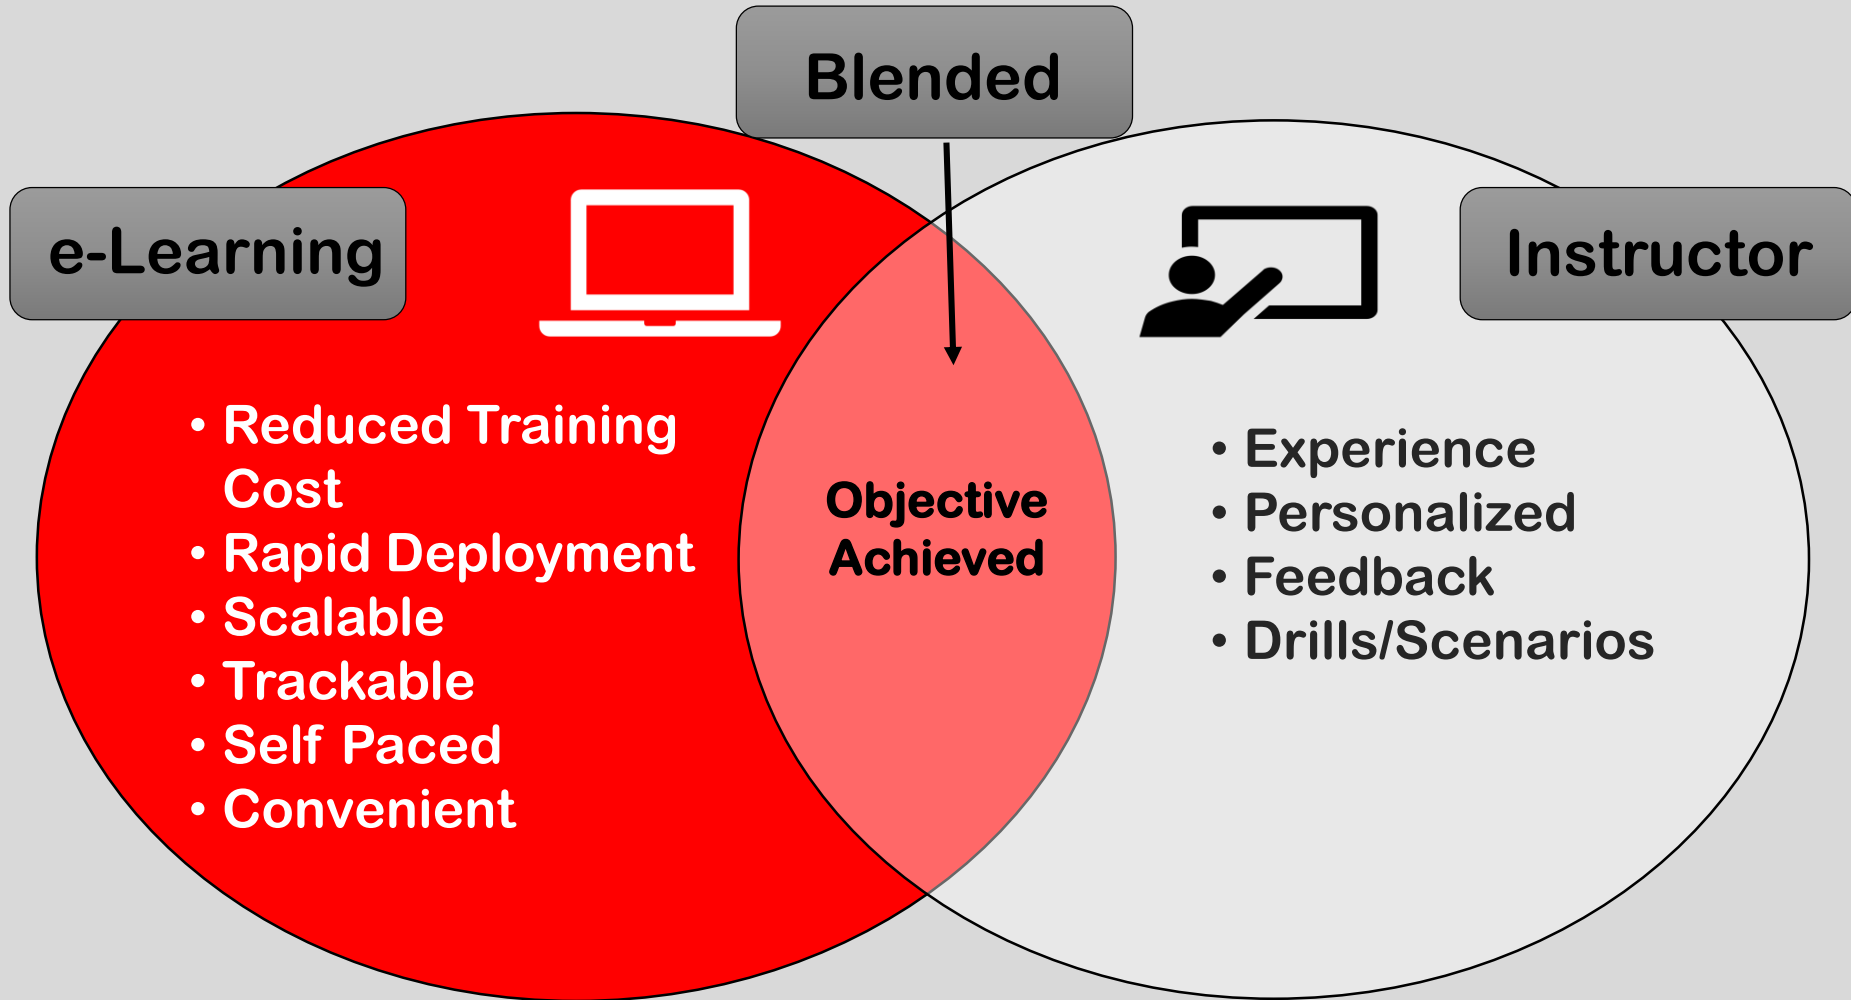 Blended
e-Learning
Instructor
• Reduced Training
Cost
• Rapid Deployment
• Scalable
• Trackable
• Self Paced
• Convenient
Objective
Achieved
• Experience
• Personalized
• Feedback
• Drills/Scenarios